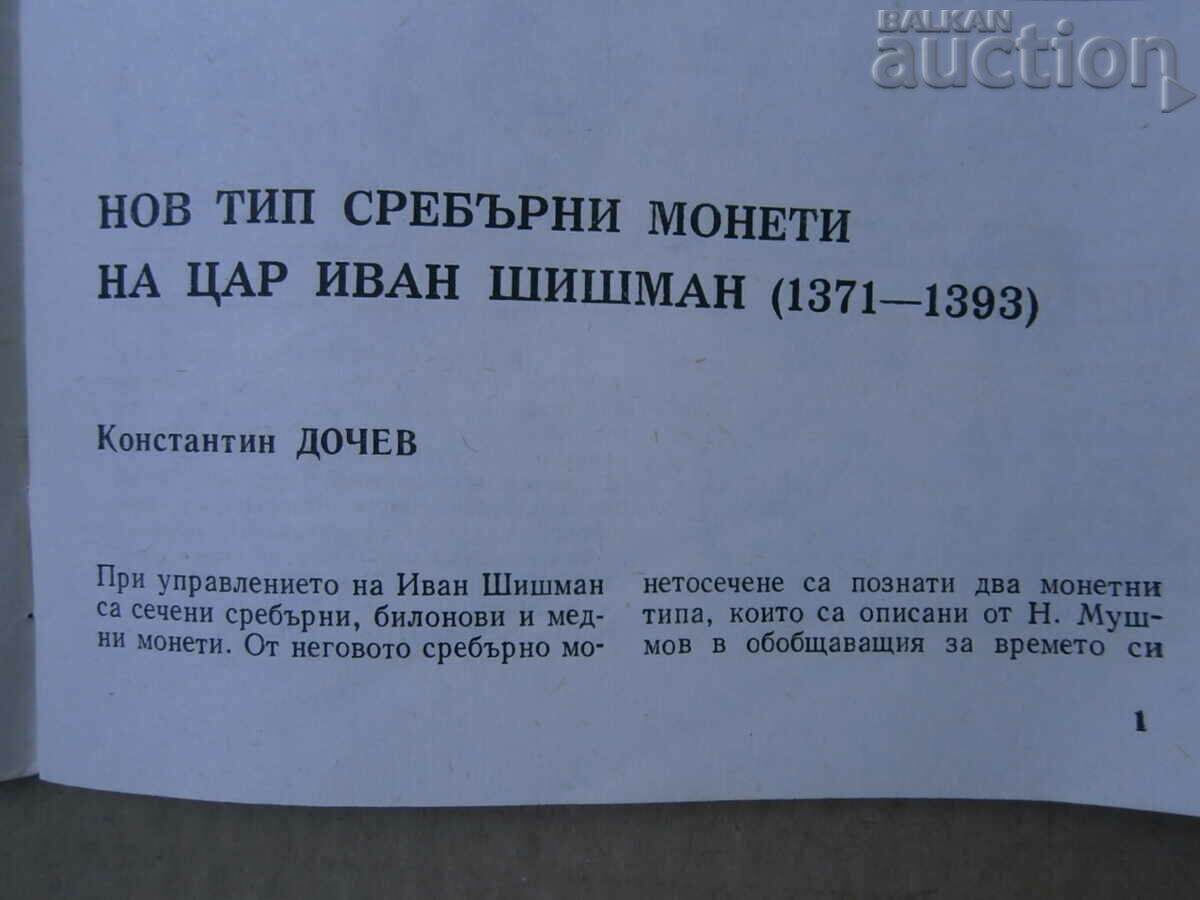 BALKAN
auction
НОВ ТИП СРЕБЪРНИ МОНЕТИ
НА ЦАР ИВАН ШИШМАН (1371—1393)
Константин ДОЧЕВ
При управлението на Иван Шишман
са сечени сребърни, билонови и мед-
ни монети. От неговото сребърно мо-
нетосечене са познати два монетни
типа, които са описани от Н. Муш-
мов в обобщаващия за времето си
1